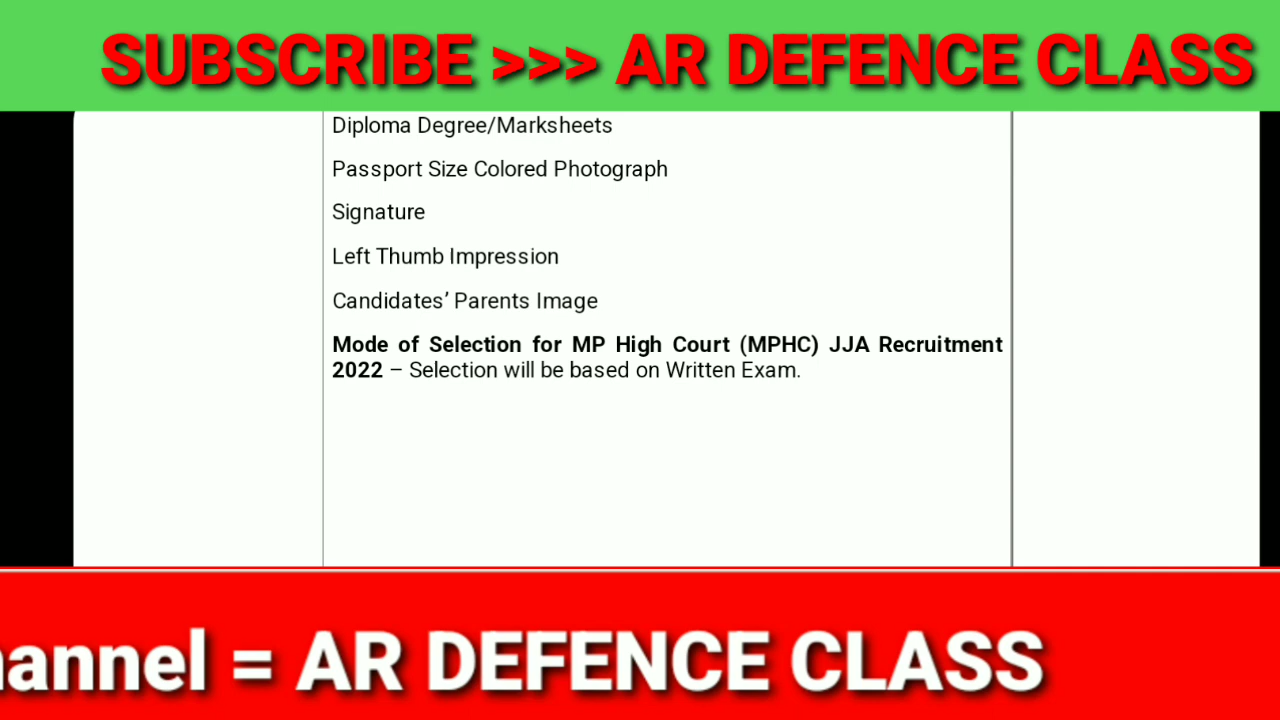 SUBSCRIBE >>> AR DEFENCE CLASS
Diploma Degree/Marksheets
Passport Size Colored Photograph
Signature
Left Thumb Impression
Candidates’ Parents Image
Mode of Selection for MP High Court (MPHC) JJA Recruitment
2022 – Selection will be based on Written Exam.
hannel = AR DEFENCE CLASS